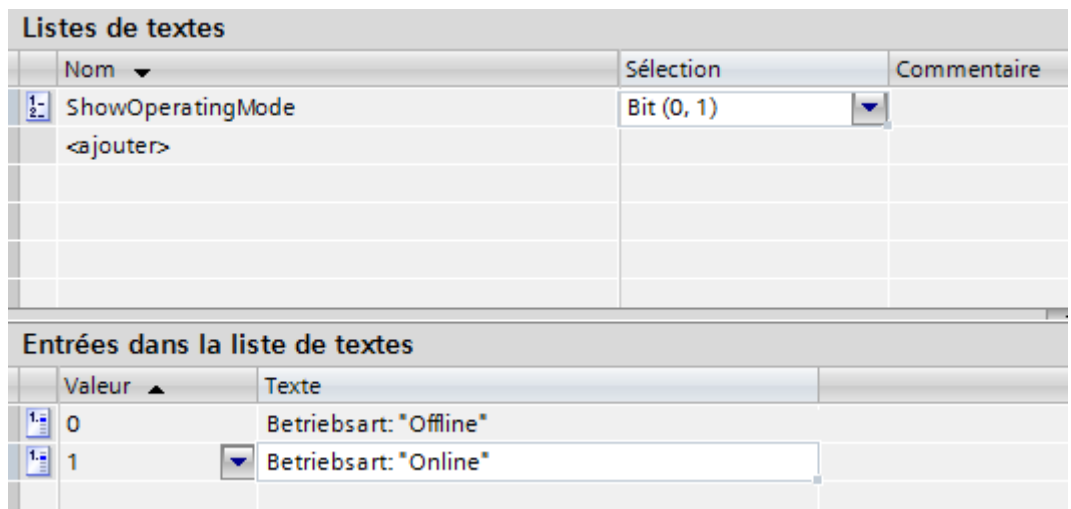 Listes de textes
Nom Sélection Commentaire
ShowOperatingMode Bit (0, 1)
<ajouter>
Entrées dans la liste de textes
Valeur Texte
0 Betriebsart: "Offline"
1 Betriebsart: "Online"